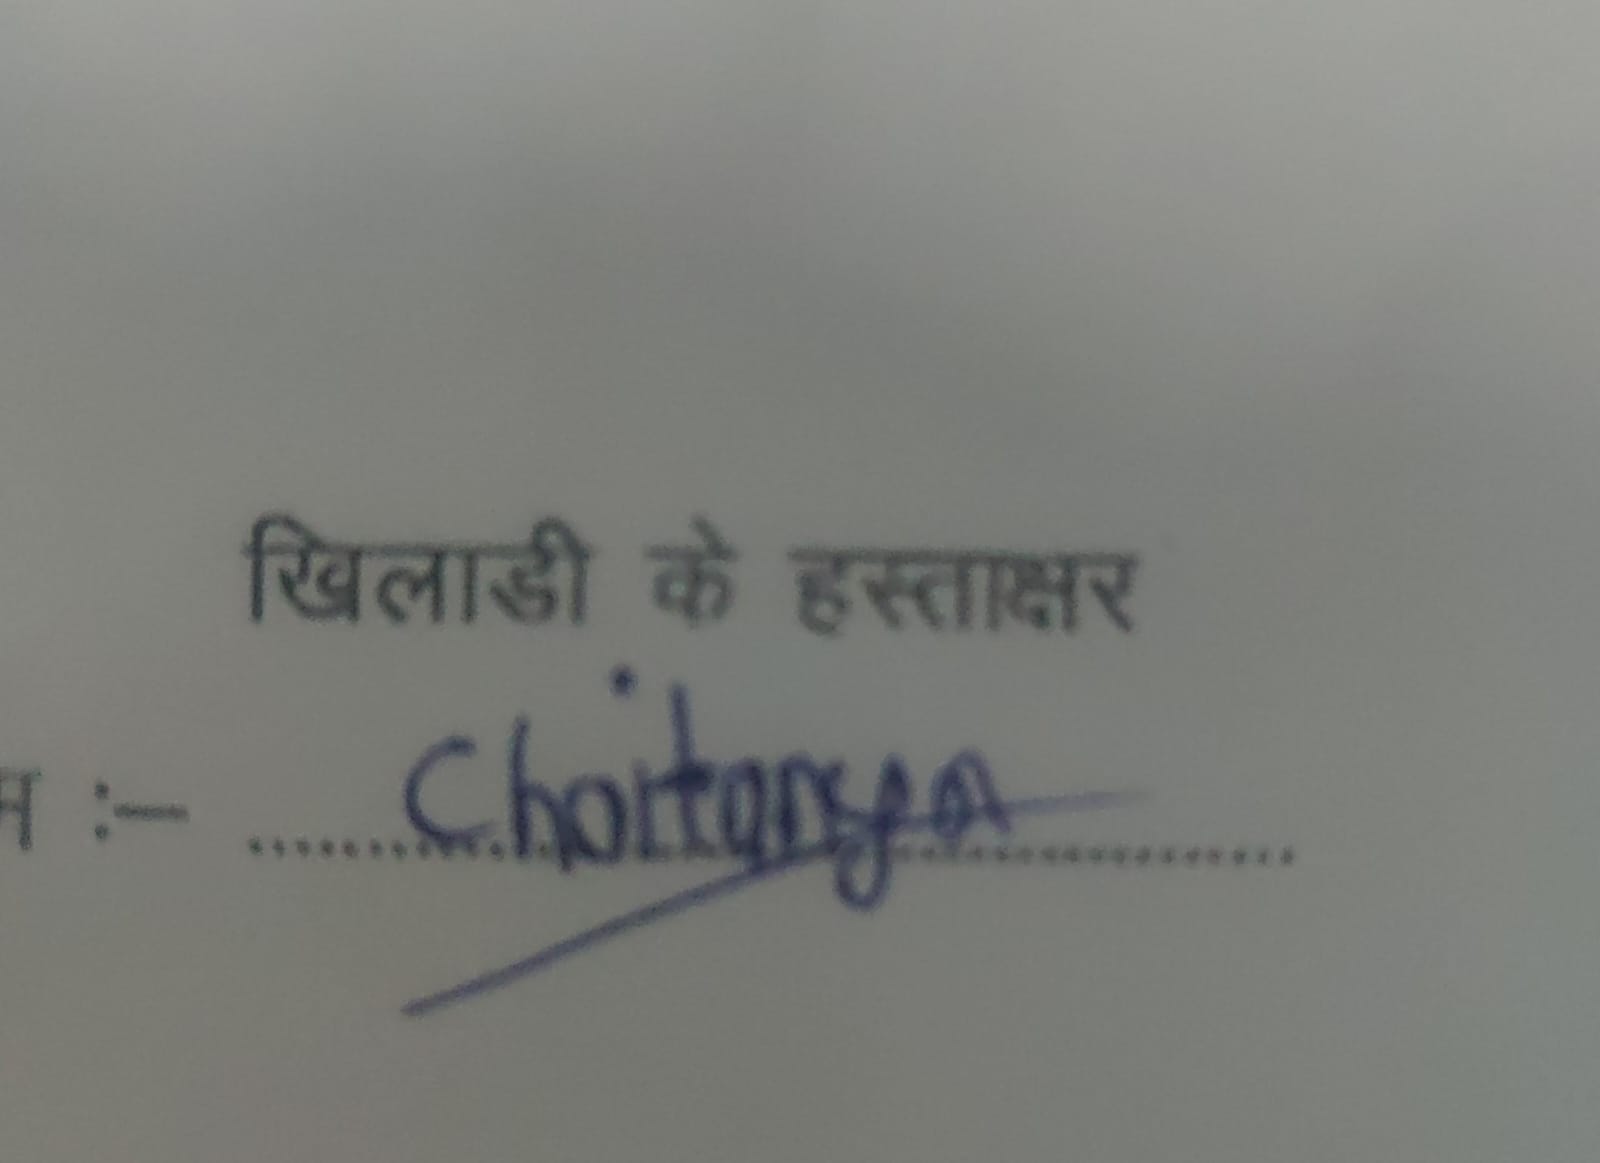 खिलाडी के हस्ताक्षर
:- Chaitanya